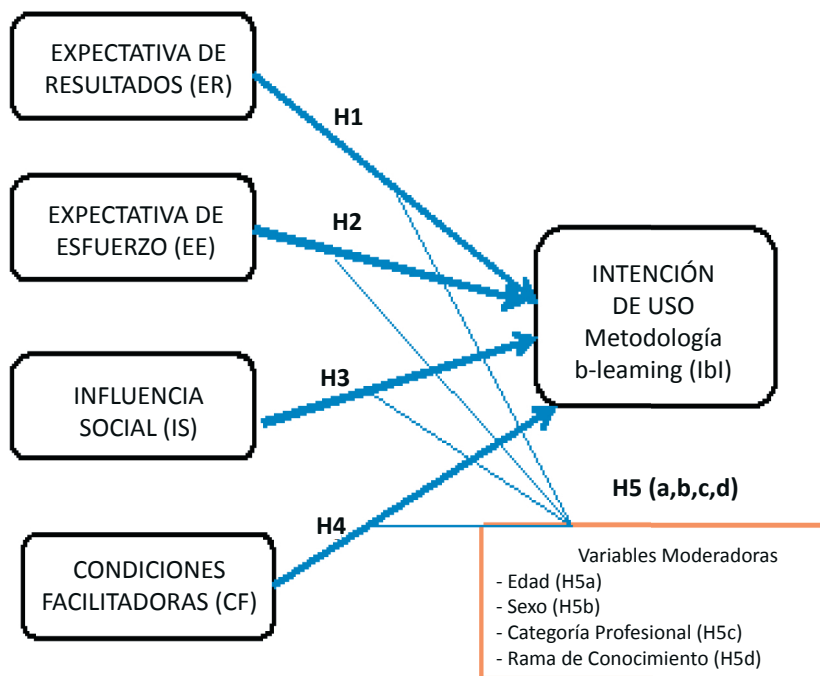 EXPECTATIVA DE
RESULTADOS (ER)
H1
EXPECTATIVA DE
ESFUERZO (EE)
H2
INTENCIÓN
DE USO
Metodología
b-leaming (IbI)
INFLUENCIA
SOCIAL (IS)
H3
CONDICIONES
FACILITADORAS (CF)
H4
H5 (a,b,c,d)
Variables Moderadoras
- Edad (H5a)
- Sexo (H5b)
- Categoría Profesional (H5c)
- Rama de Conocimiento (H5d)